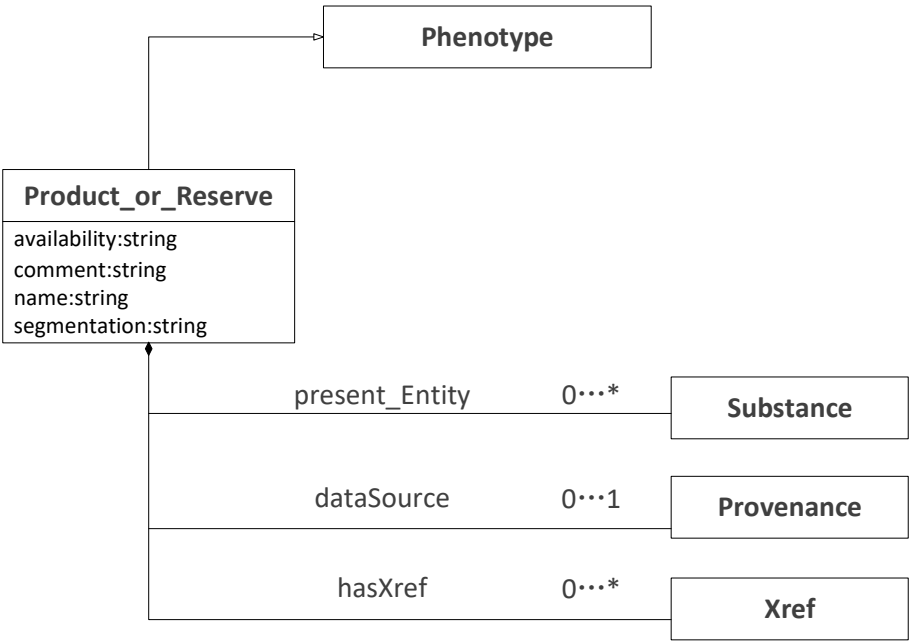 Phenotype
Product_or_Reserve
availability:string
comment:string
name:string
segmentation:string
present_Entity 0⋯*
Substance
dataSource 0⋯1
Provenance
hasXref 0⋯*
Xref